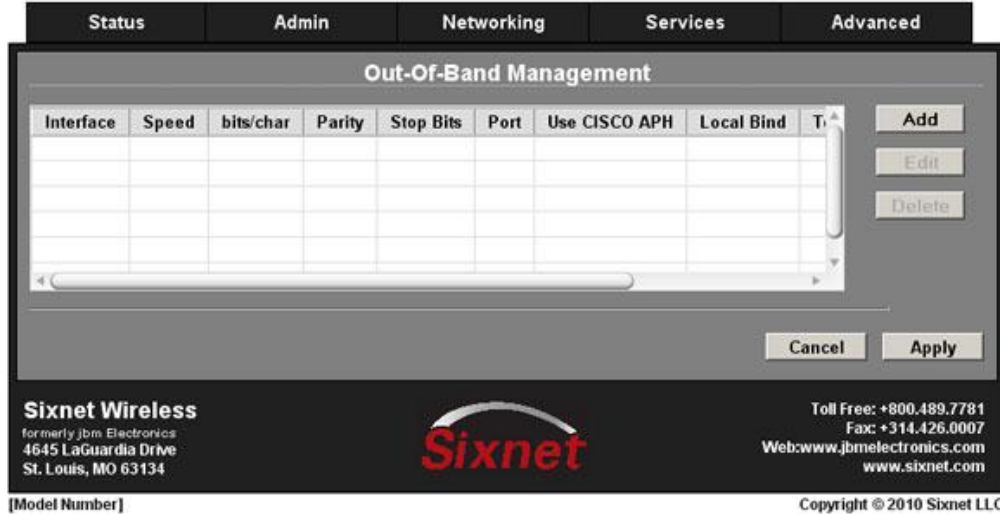 Status Admin Networking Services Advanced
Out-Of-Band Management
Interface Speed bits/char Parity Stop Bits Port Use CISCO APH Local Bind
Add
Edit
Delete
Cancel Apply
Sixnet Wireless
formerly jbm Electronics
4645 LaGuardia Drive
St. Louis, MO 63134
Sixnet
Toll Free: +800.489.7781
Fax: +314.426.0007
Web:www.jbmelectronics.com
www.sixnet.com
[Model Number]
Copyright © 2010 Sixnet LLC